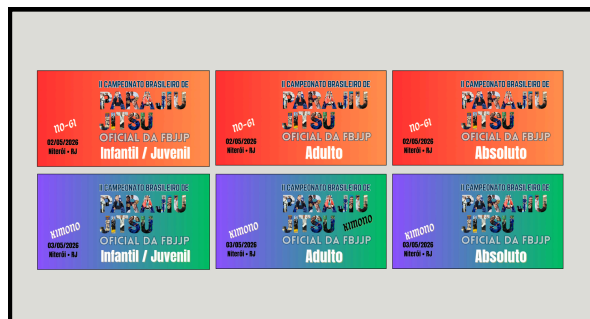 II CAMPEONATO BRASILEIRO DE
PARAJIU
JITSU
OFICIAL DA FBJJP
NO-GI
02/05/2026
Niterói • RJ
Infantil / Juvenil
II CAMPEONATO BRASILEIRO DE
PARAJIU
JITSU
OFICIAL DA FBJJP
NO-GI
02/05/2026
Niterói • RJ
Adulto
II CAMPEONATO BRASILEIRO DE
PARAJIU
JITSU
OFICIAL DA FBJJP
NO-GI
02/05/2026
Niterói • RJ
Absoluto
II CAMPEONATO BRASILEIRO DE
PARAJIU
JITSU
OFICIAL DA FBJJP
KIMONO
03/05/2026
Niterói • RJ
Infantil / Juvenil
II CAMPEONATO BRASILEIRO DE
PARAJIU
JITSU
KIMONO
OFICIAL DA FBJJP
KIMONO
03/05/2026
Niterói • RJ
Adulto
II CAMPEONATO BRASILEIRO DE
PARAJIU
JITSU
OFICIAL DA FBJJP
KIMONO
03/05/2026
Niterói • RJ
Absoluto